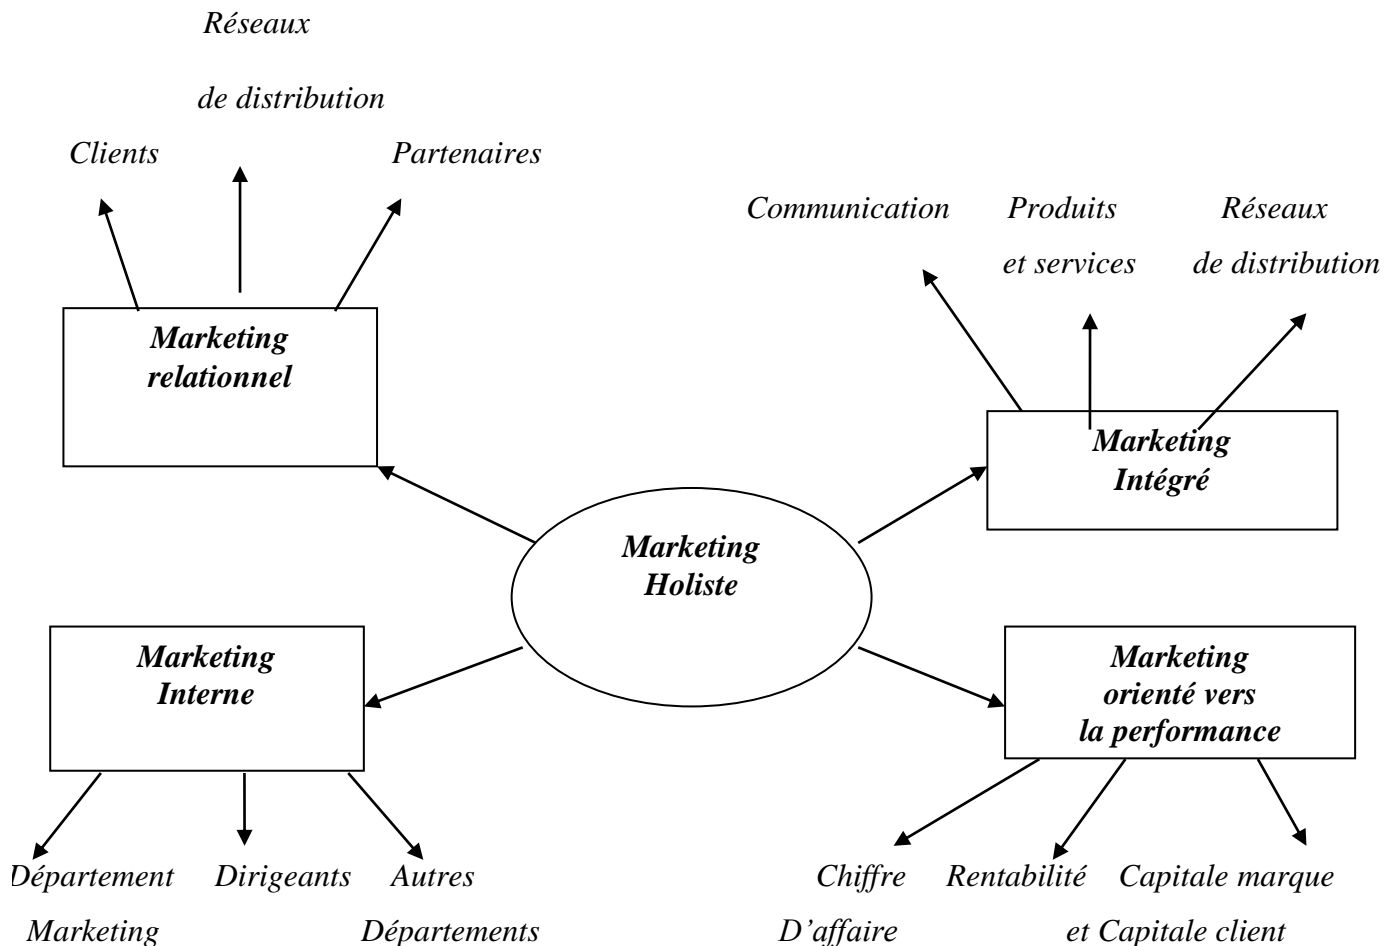 Réseaux
de distribution
Clients
Partenaires
Marketing
relationnel
Communication
Produits
et services
Réseaux
de distribution
Marketing
Intégré
Marketing
Holiste
Marketing
Interne
Département
Marketing
Dirigeants
Autres
Départements
Marketing
orienté vers
la performance
Chiffre
D’affaire
Rentabilité
Capitale marque
et Capitale client